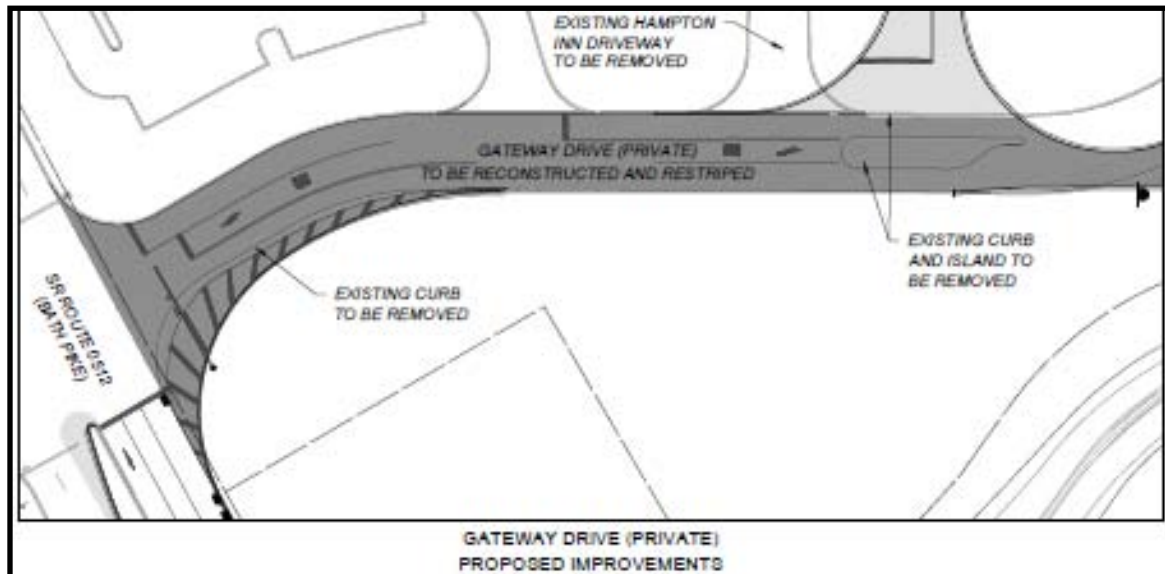 EXISTING HAMPTON
INN DRIVEWAY
TO BE REMOVED
GATEWAY DRIVE (PRIVATE)
TO BE RECONSTRUCTED AND RESTRIPED
EXISTING CURB
AND ISLAND TO
BE REMOVED
EXISTING CURB
TO BE REMOVED
SR ROUTE 0512
(BATH PIKE)
GATEWAY DRIVE (PRIVATE)
PROPOSED IMPROVEMENTS